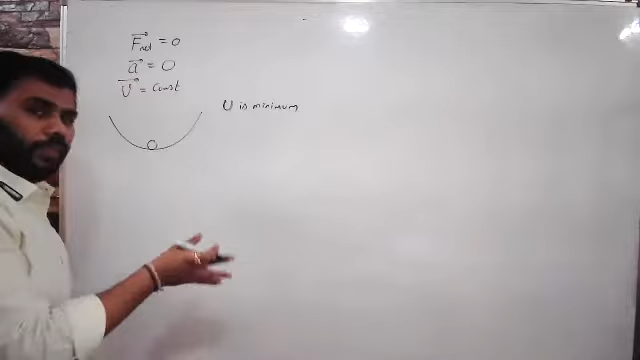 F⃗net = 0
a⃗ = 0
v⃗ = const
U is minimum